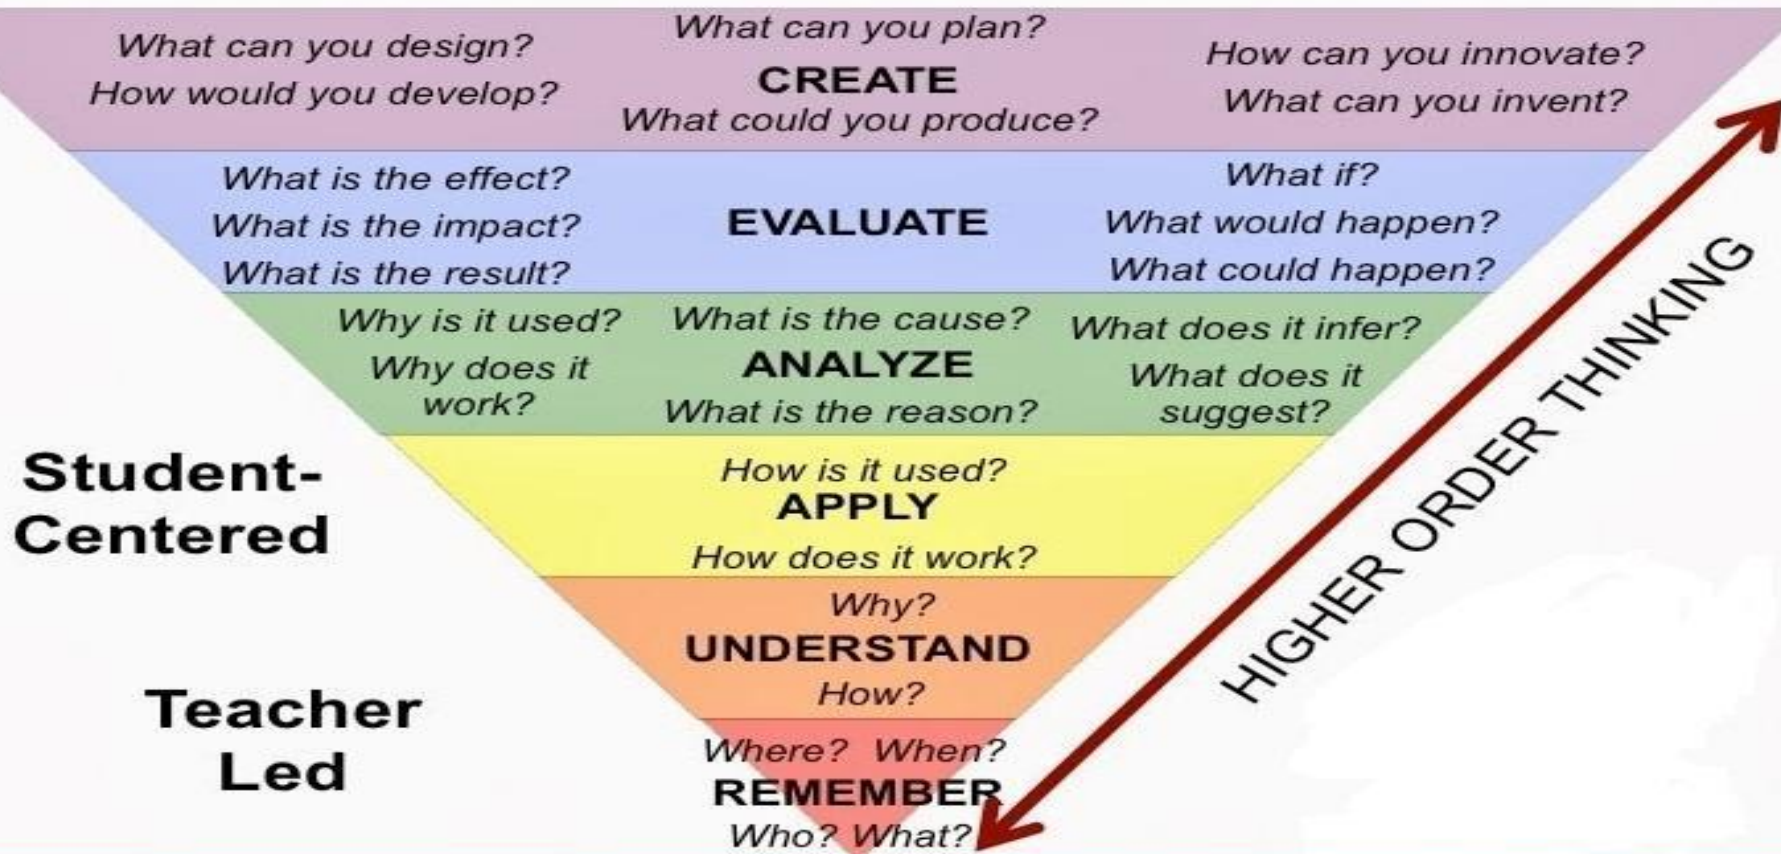 What can you design?
How would you develop?
What can you plan?
CREATE
What could you produce?
How can you innovate?
What can you invent?
What is the effect?
What is the impact?
What is the result?
EVALUATE
What if?
What would happen?
What could happen?
Why is it used?
Why does it
work?
What is the cause?
ANALYZE
What is the reason?
What does it infer?
What does it
suggest?
How is it used?
APPLY
How does it work?
Why?
UNDERSTAND
How?
Where? When?
REMEMBER
Who? What?
Student-
Centered
Teacher
Led
HIGHER ORDER THINKING